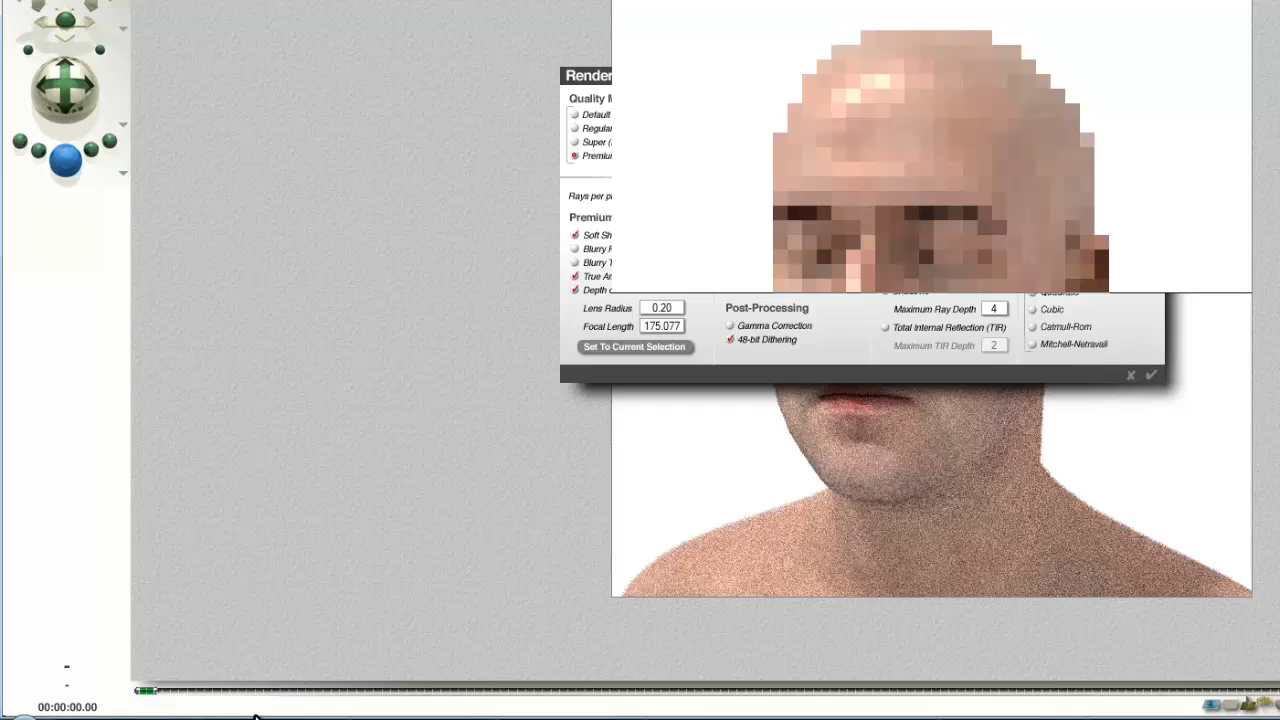 Render
Quality M
Default
Regula
Super (
Premiu
Rays per p
Premium
Soft Sh
Blurry
Blurry T
True Am
Depth
Lens Radius 0.20
Focal Length 175.077
Set To Current Selection
Post-Processing
Gamma Correction
48-bit Dithering
Maximum Ray Depth 4
Total Internal Reflection (TIR)
Maximum TIR Depth 2
Cubic
Catmull-Rom
Mitchell-Netravali
00:00:00.00